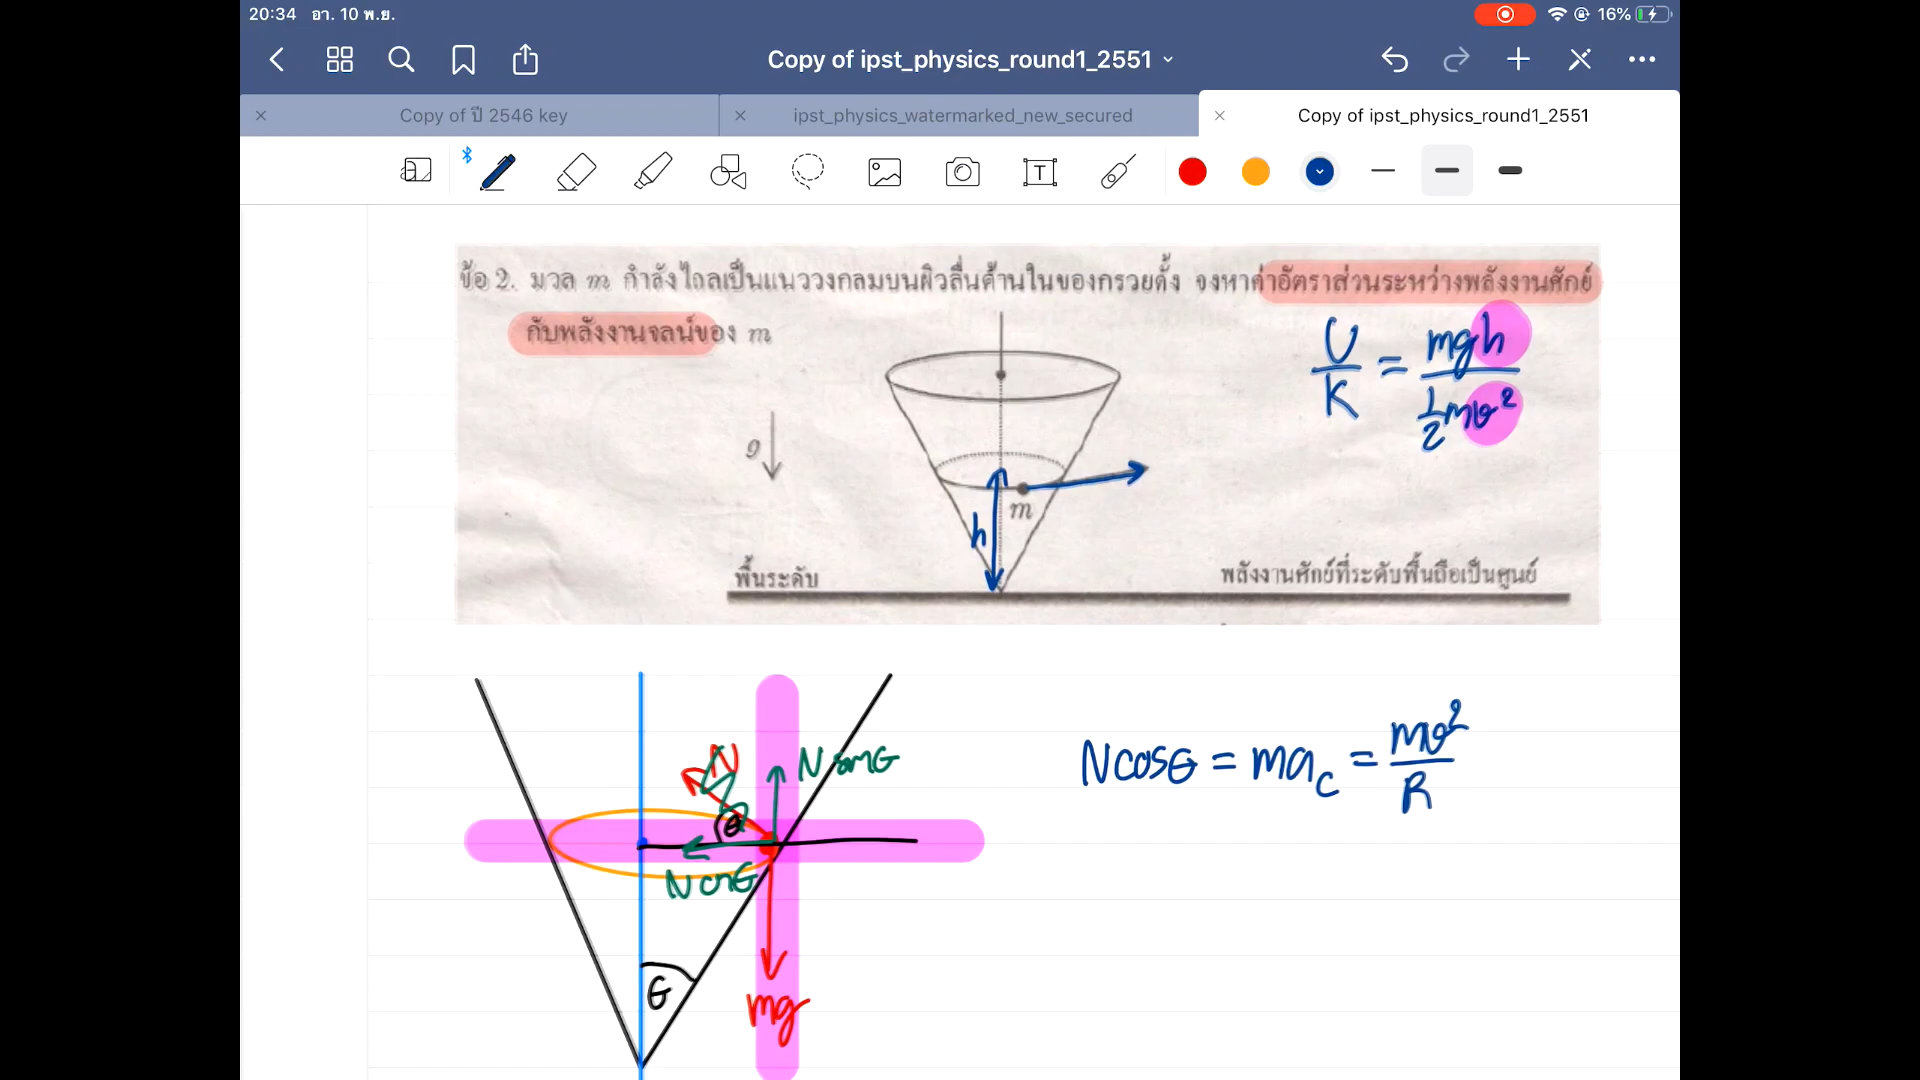 20:34 อา. 10 พ.ย.
16%
Copy of ipst_physics_round1_2551
Copy of ปี 2546 key
ipst_physics_watermarked_new_secured
Copy of ipst_physics_round1_2551
ข้อ 2. มวล m กำลังไถลเป็นแนววงกลมบนผิวลื่นด้านในของกรวยตั้ง จงหาค่าอัตราส่วนระหว่างพลังงานศักย์
กับพลังงานจลน์ของ m
U/K = mgh / ½mv²
g
m
h
พื้นระดับ
พลังงานศักย์ที่ระดับพื้นถือเป็นศูนย์
N
N sinθ
θ
N cosθ
θ
mg
Ncosθ = ma_c = mv²/R